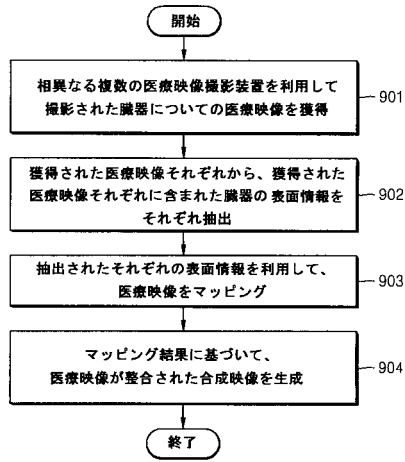 開始
相異なる複数の医療映像撮影装置を利用して
撮影された臓器についての医療映像を獲得
901
獲得された医療映像それぞれから、獲得された
医療映像それぞれに含まれた臓器の表面情報を
それぞれ抽出
902
抽出されたそれぞれの表面情報を利用して、
医療映像をマッピング
903
マッピング結果に基づいて、
医療映像が整合された合成映像を生成
904
終了